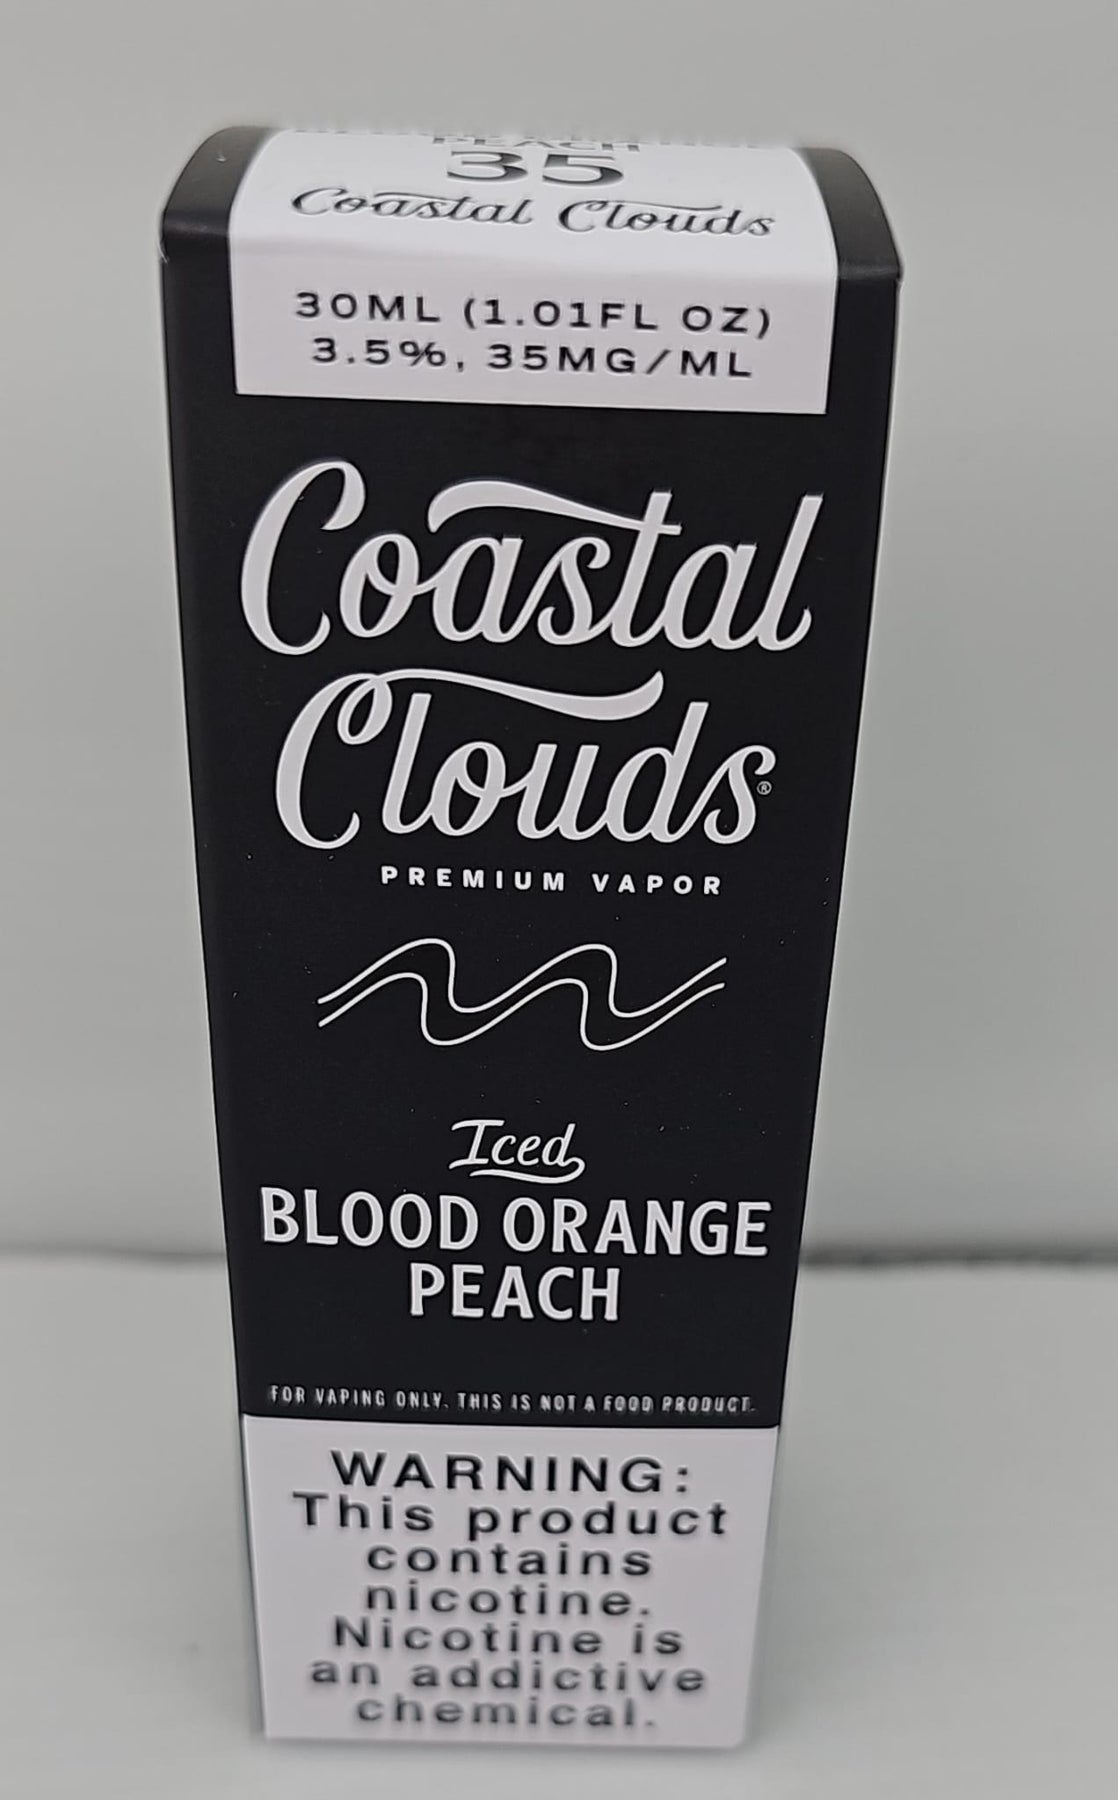 PEACH
35
Coastal Clouds
30ML (1.01FL OZ)
3.5%, 35MG/ML
Coastal
Clouds®
PREMIUM VAPOR
Iced
BLOOD ORANGE
PEACH
FOR VAPING ONLY. THIS IS NOT A FOOD PRODUCT.
WARNING:
This product
contains
nicotine.
Nicotine is
an addictive
chemical.